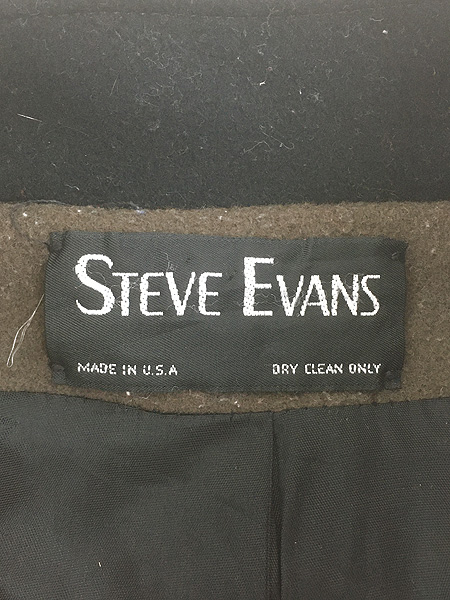 STEVE EVANS
MADE IN U.S.A DRY CLEAN ONLY